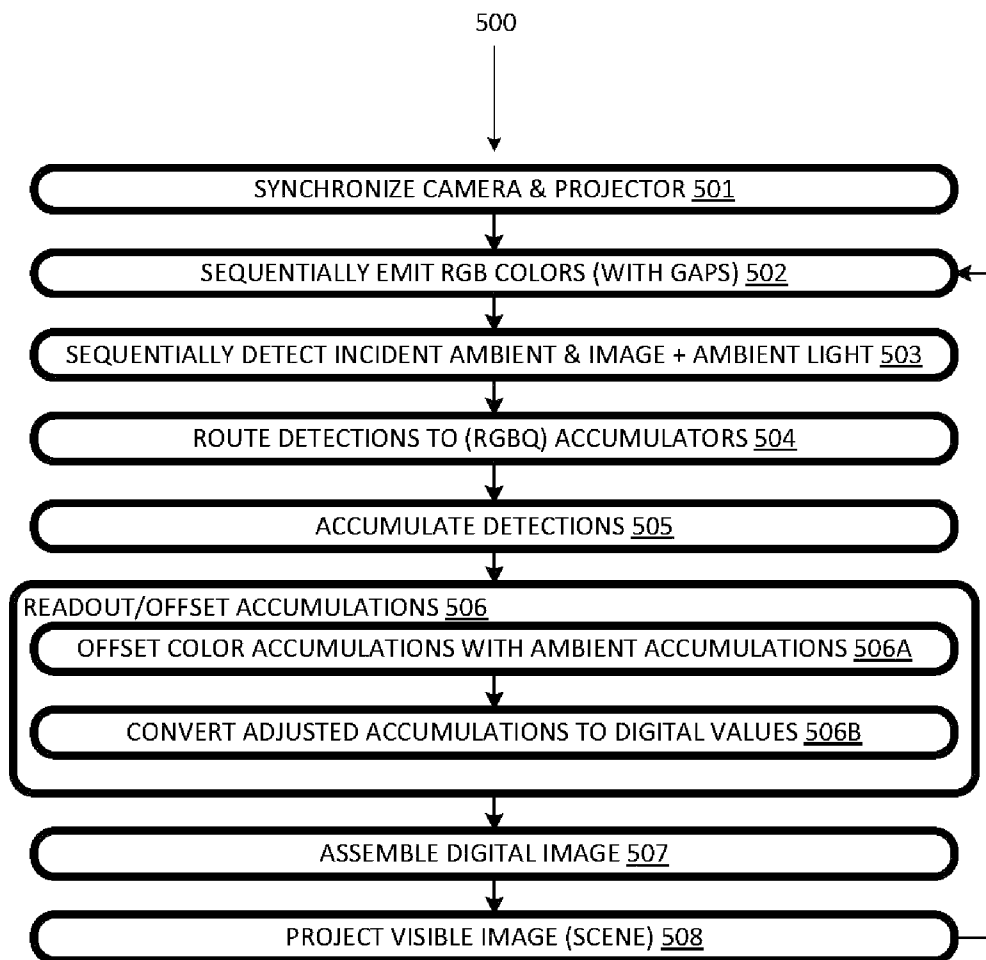 500
SYNCHRONIZE CAMERA & PROJECTOR 501
SEQUENTIALLY EMIT RGB COLORS (WITH GAPS) 502
SEQUENTIALLY DETECT INCIDENT AMBIENT & IMAGE + AMBIENT LIGHT 503
ROUTE DETECTIONS TO (RGBQ) ACCUMULATORS 504
ACCUMULATE DETECTIONS 505
READOUT/OFFSET ACCUMULATIONS 506
OFFSET COLOR ACCUMULATIONS WITH AMBIENT ACCUMULATIONS 506A
CONVERT ADJUSTED ACCUMULATIONS TO DIGITAL VALUES 506B
ASSEMBLE DIGITAL IMAGE 507
PROJECT VISIBLE IMAGE (SCENE) 508